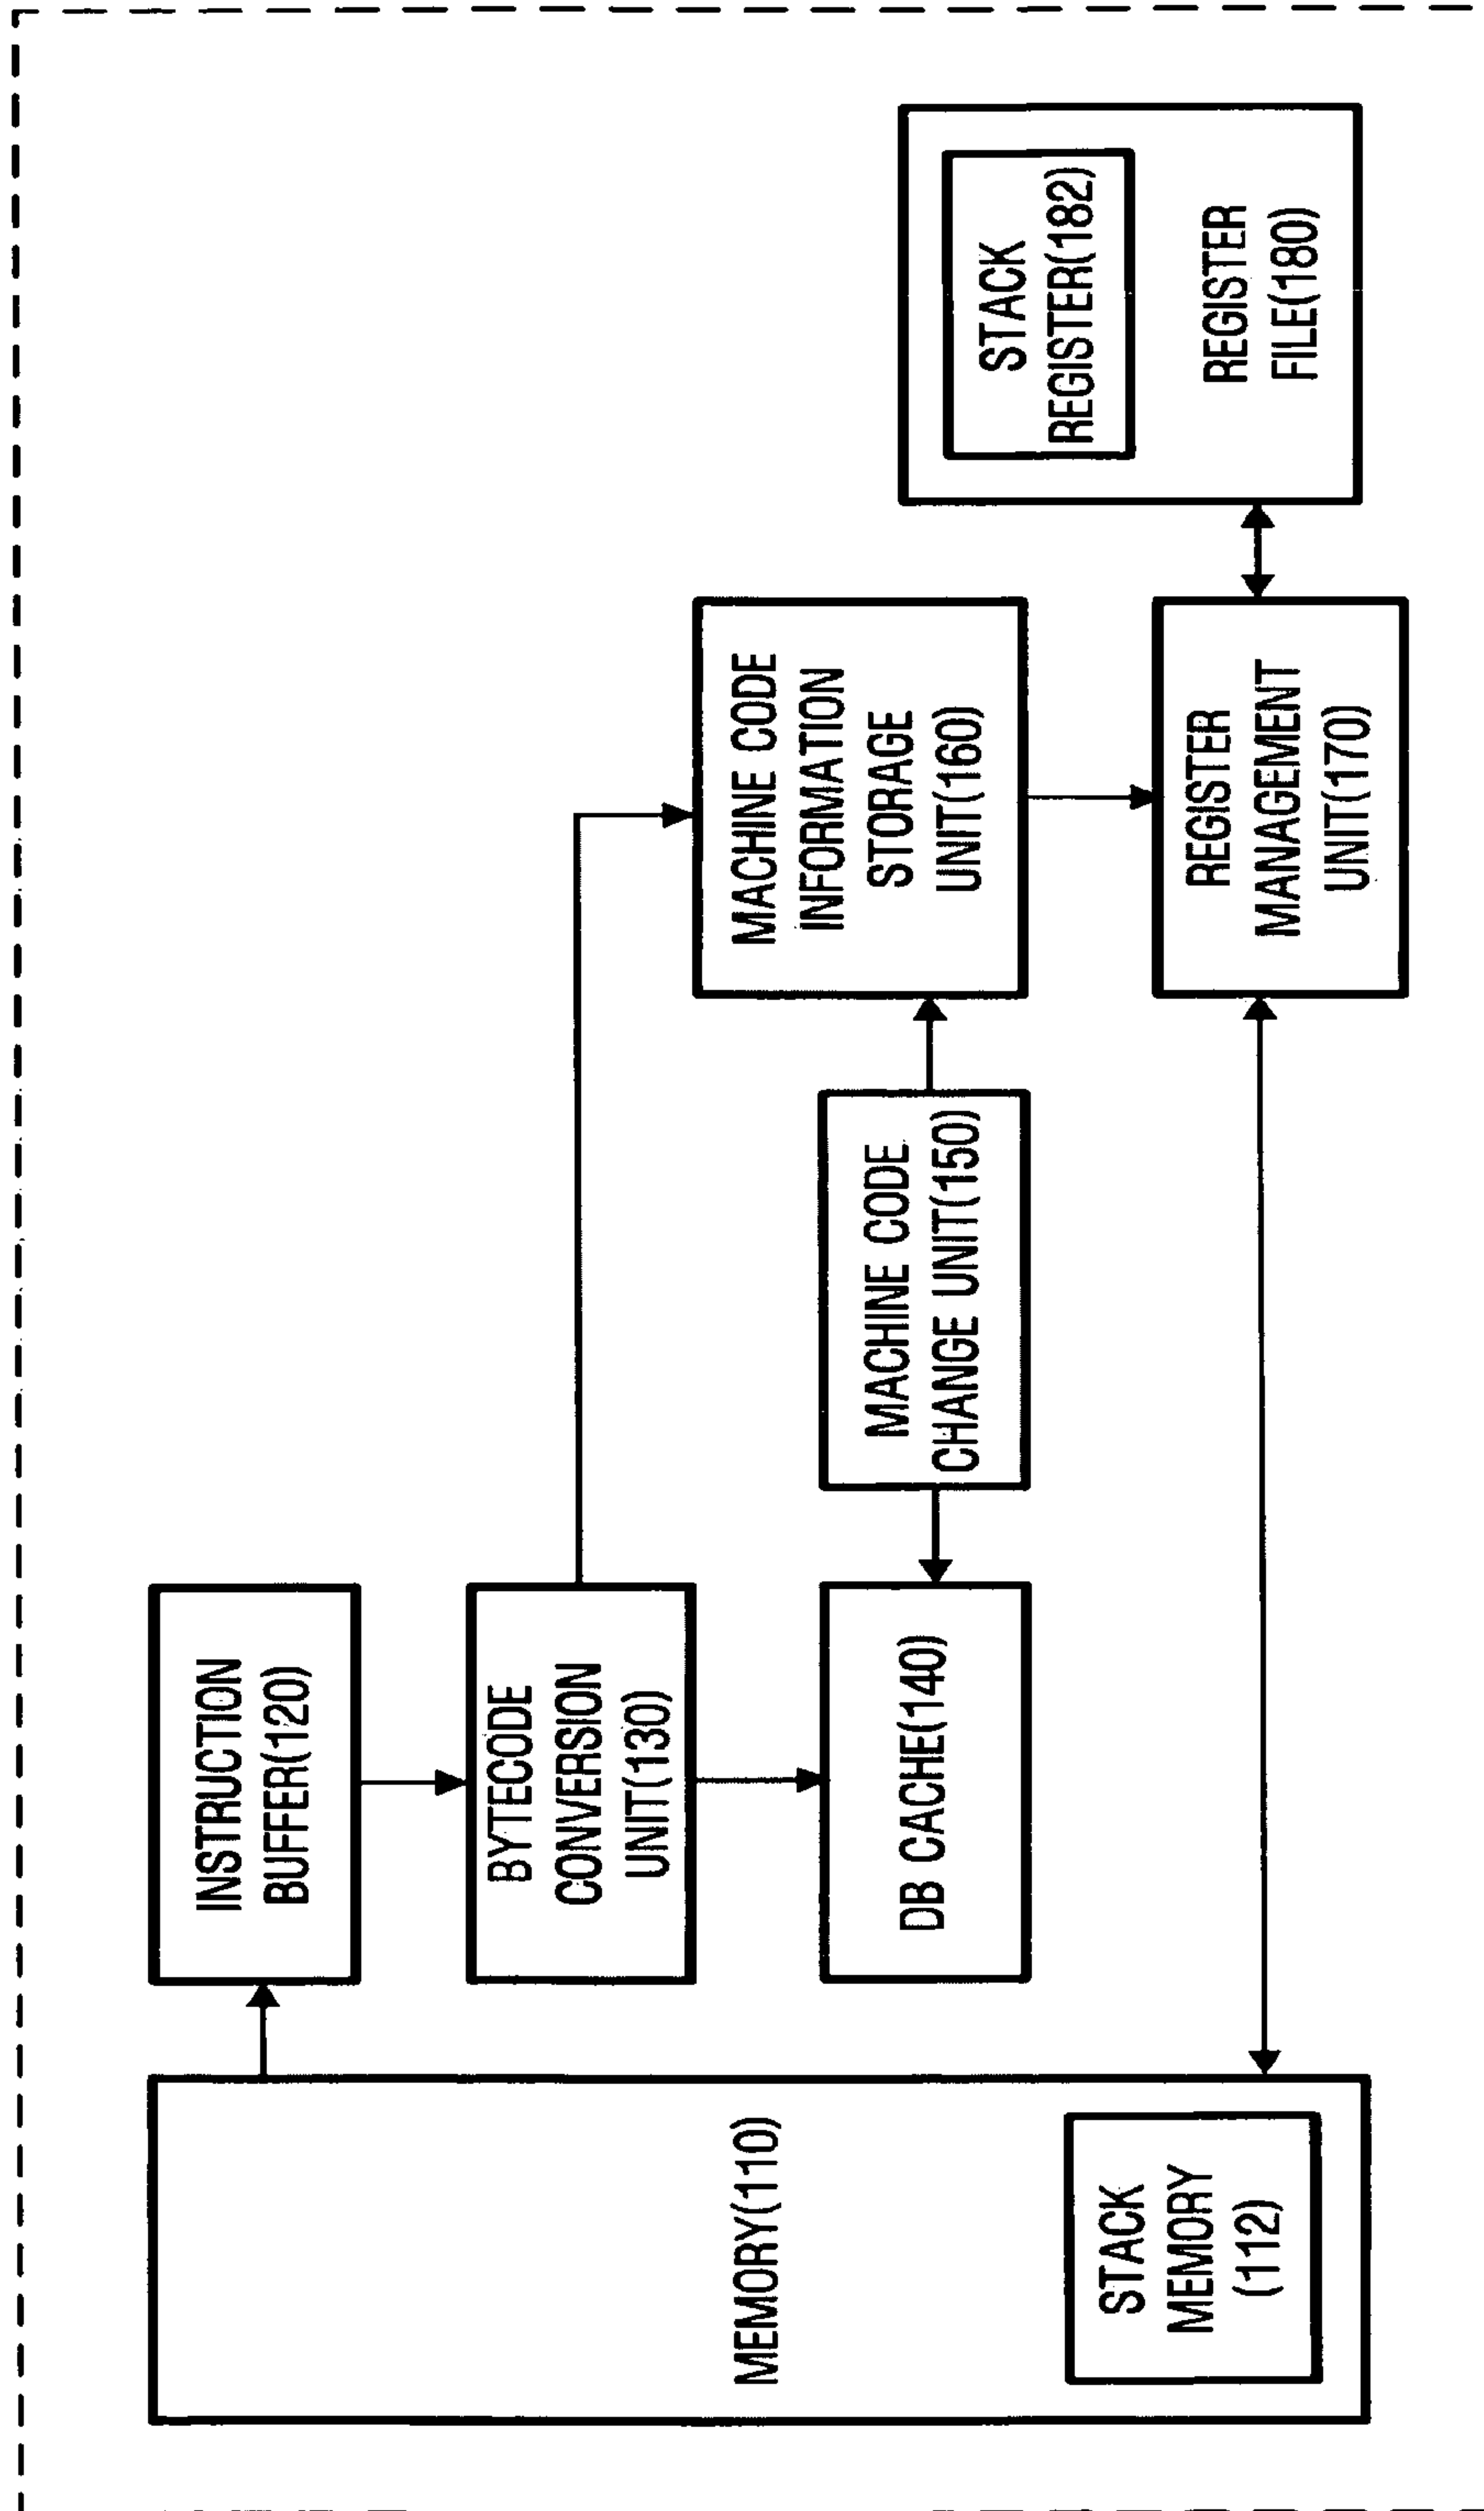 MEMORY(110)
STACK
MEMORY
(112)
INSTRUCTION
BUFFER(120)
BYTECODE
CONVERSION
UNIT(130)
DB CACHE(140)
MACHINE CODE
CHANGE UNIT(150)
MACHINE CODE
INFORMATION
STORAGE
UNIT(160)
REGISTER
MANAGEMENT
UNIT(170)
STACK
REGISTER(182)
REGISTER
FILE(180)